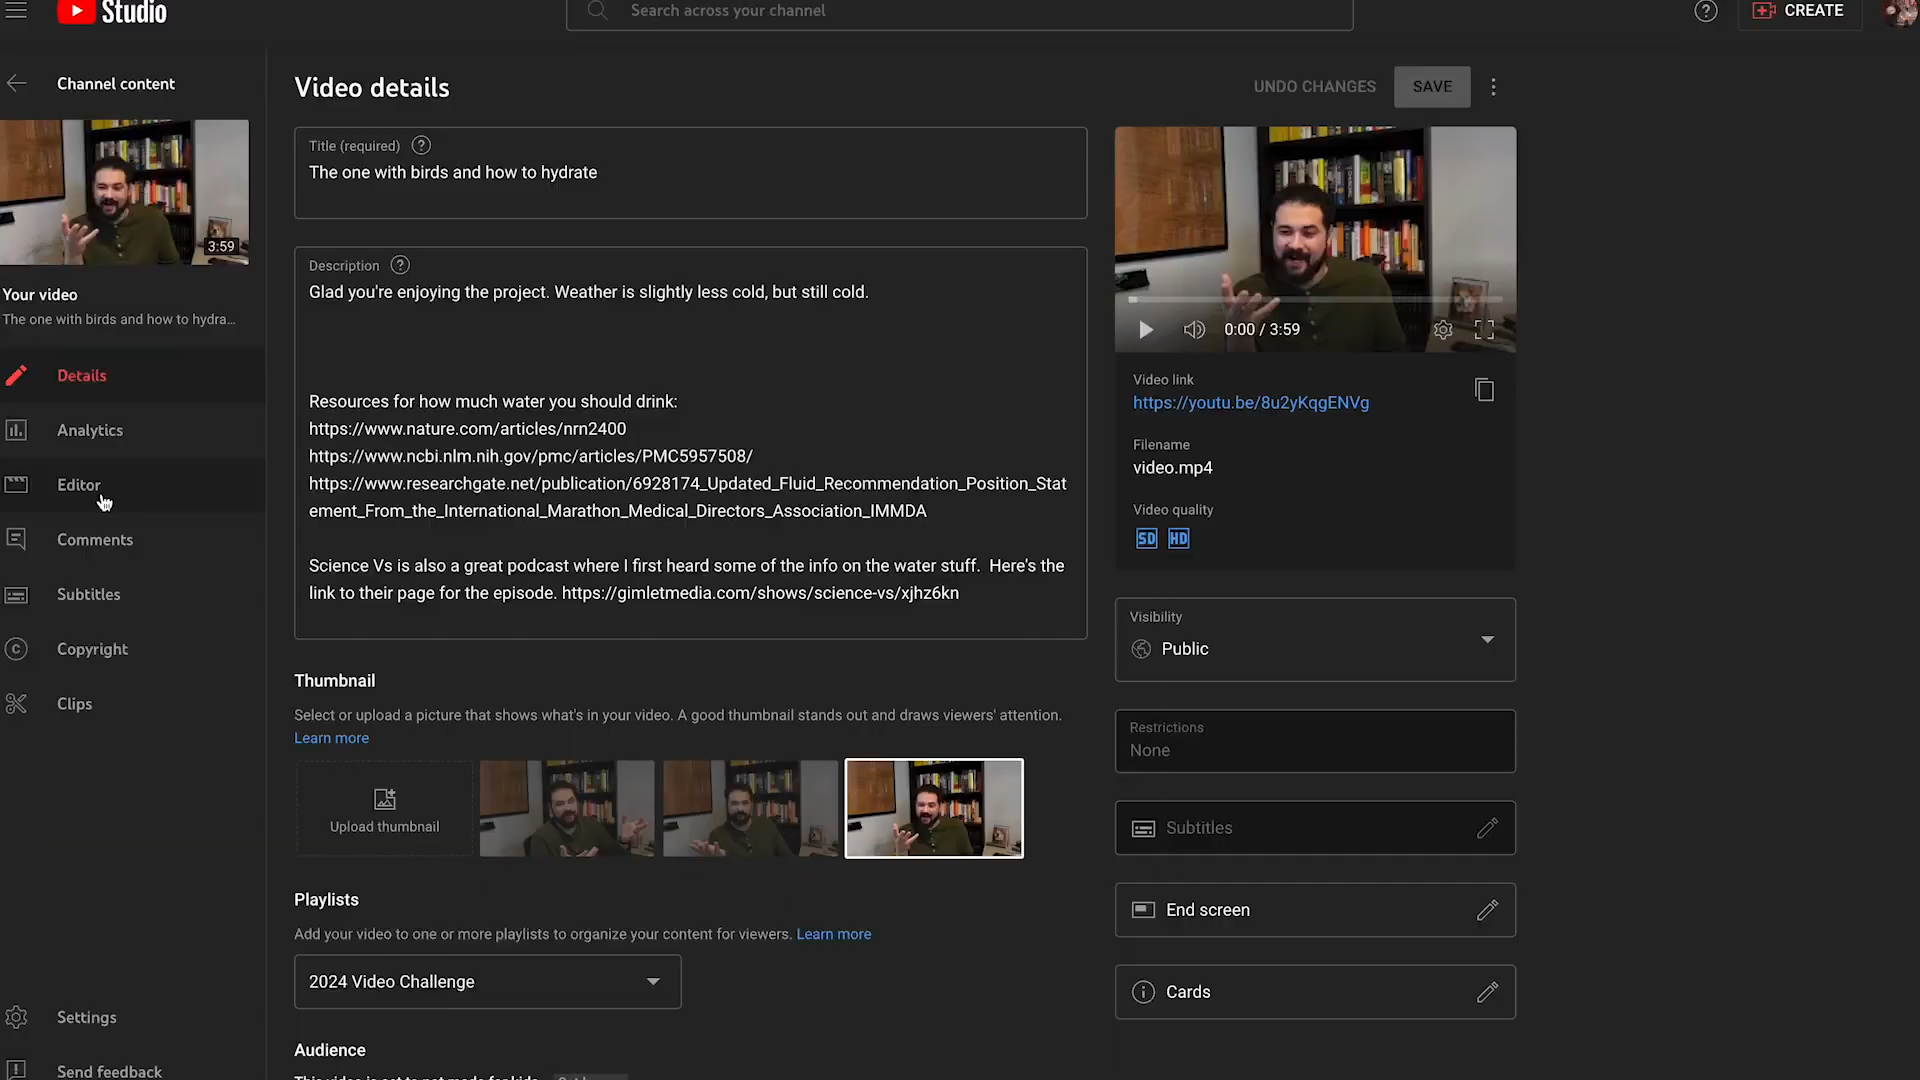 Studio
Search across your channel
CREATE
Channel content
3:59
Your video
The one with birds and how to hydra...
Details
Analytics
Editor
Comments
Subtitles
Copyright
Clips
Settings
Send feedback
Video details
UNDO CHANGES
SAVE
Title (required)
The one with birds and how to hydrate
Description
Glad you're enjoying the project. Weather is slightly less cold, but still cold.
Resources for how much water you should drink:
https://www.nature.com/articles/nrn2400
https://www.ncbi.nlm.nih.gov/pmc/articles/PMC5957508/
https://www.researchgate.net/publication/6928174_Updated_Fluid_Recommendation_Position_Stat
ement_From_the_International_Marathon_Medical_Directors_Association_IMMDA
Science Vs is also a great podcast where I first heard some of the info on the water stuff.  Here's the
link to their page for the episode. https://gimletmedia.com/shows/science-vs/xjhz6kn
Thumbnail
Select or upload a picture that shows what's in your video. A good thumbnail stands out and draws viewers' attention.
Learn more
Upload thumbnail
Playlists
Add your video to one or more playlists to organize your content for viewers. Learn more
2024 Video Challenge
Audience
This video is set to not made for kids
0:00 / 3:59
Video link
https://youtu.be/8u2yKqgENVg
Filename
video.mp4
Video quality
SD HD
Visibility
Public
Restrictions
None
Subtitles
End screen
Cards